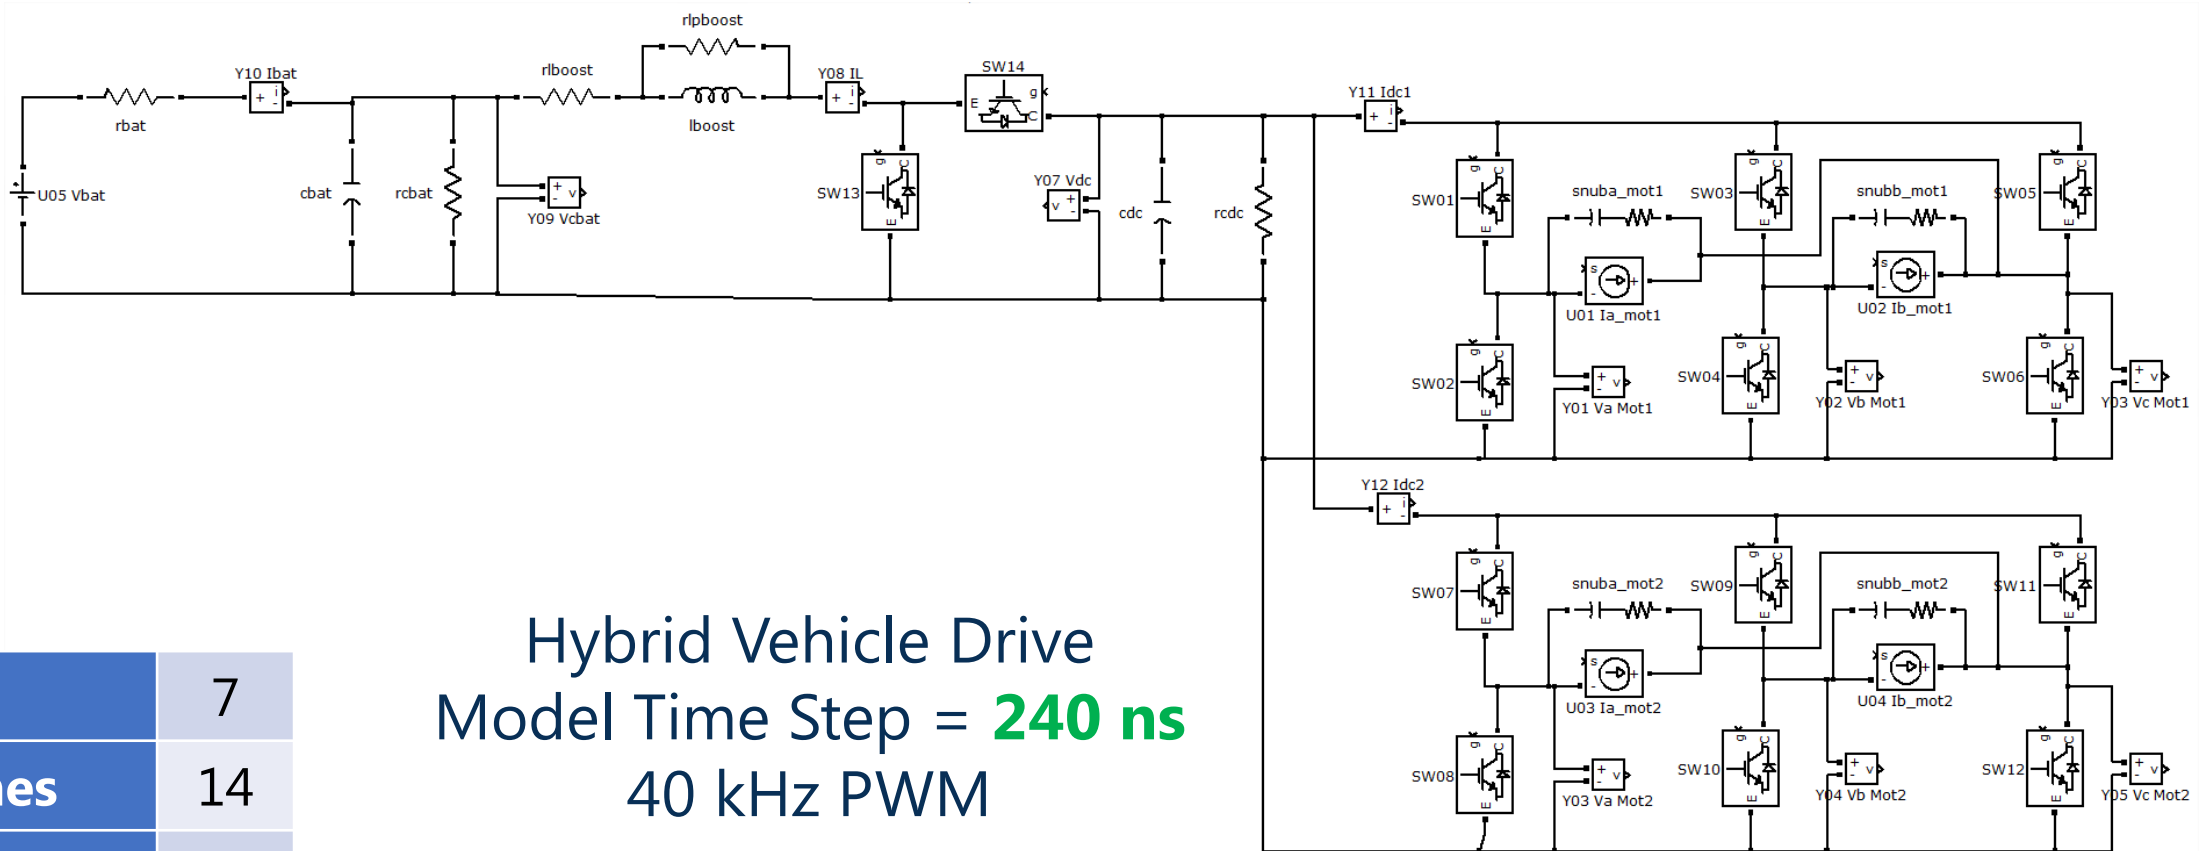 rlpboost
Y10 Ibat
rlboost
Y08 IL
SW14
+ i -
rbat
lboost
+ i -
E g C
Y11 Idc1
+ i -
U05 Vbat
cbat
rcbat
+ v -
Y09 Vcbat
SW13
g C E
Y07 Vdc
v + -
cdc
rcdc
SW01
g C E
snuba_mot1
SW03
g C E
snubb_mot1
SW05
g C E
s - +
U01 Ia_mot1
s - +
U02 Ib_mot1
SW02
g C E
+ v -
Y01 Va Mot1
SW04
g C E
+ v -
Y02 Vb Mot1
SW06
g C E
+ v -
Y03 Vc Mot1
Y12 Idc2
+ i -
SW07
g C E
snuba_mot2
SW09
g C E
snubb_mot2
SW11
g C E
s - +
U03 Ia_mot2
s - +
U04 Ib_mot2
SW08
g C E
+ v -
Y03 Va Mot2
SW10
g C E
+ v -
Y04 Vb Mot2
SW12
g C E
+ v -
Y05 Vc Mot2
7
nes 14
Hybrid Vehicle Drive
Model Time Step = 240 ns
40 kHz PWM